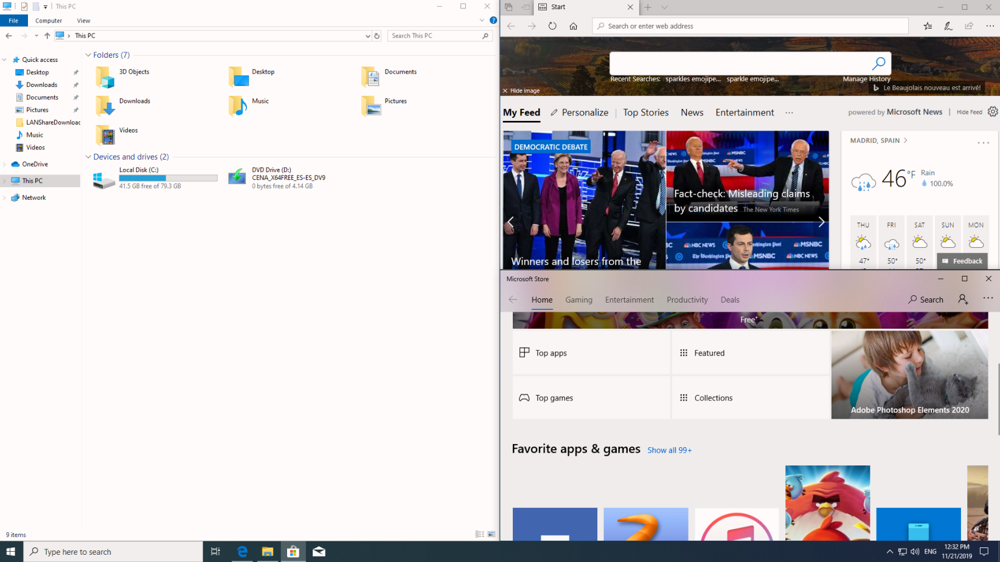 This PC
File
Computer
View
This PC
Search This PC
Quick access
Desktop
Downloads
Documents
Pictures
LANShareDownloac
Music
Videos
OneDrive
This PC
Network
Folders (7)
3D Objects
Desktop
Documents
Downloads
Music
Pictures
Videos
Devices and drives (2)
Local Disk (C:)
41.5 GB free of 79.3 GB
DVD Drive (D:)
CENA_X64FREE_ES-ES_DV9
0 bytes free of 4.14 GB
9 items
Start
Search or enter web address
Recent Searches: sparkles emojipe... sparkle emojipe... Manage History
Hide image
Le Beaujolais nouveau est arrivé!
My Feed
Personalize
Top Stories
News
Entertainment
powered by Microsoft News
Hide Feed
DEMOCRATIC DEBATE
Winners and losers from the
MSNBC
Fact-check: Misleading claims
by candidates The New York Times
NBC NEWS
Washington Post
MSNBC
MADRID, SPAIN
46°F
Rain
100.0%
THU
FRI
SAT
SUN
MON
47°
50°
50°
Feedback
Microsoft Store
Home
Gaming
Entertainment
Productivity
Deals
Search
Free+
Top apps
Featured
Top games
Collections
Adobe Photoshop Elements 2020
Favorite apps & games
Show all 99+
Type here to search
ENG
12:32 PM
11/21/2019